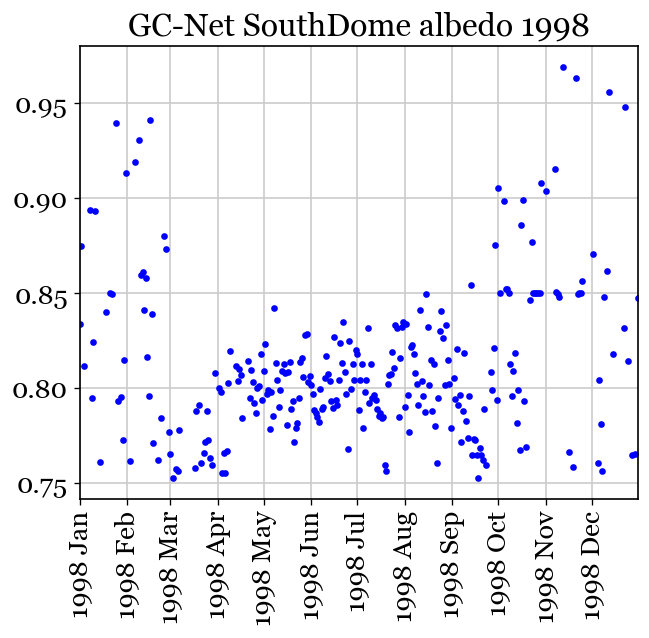 GC-Net SouthDome albedo 1998
0.95
0.90
0.85
0.80
0.75
1998 Jan
1998 Feb
1998 Mar
1998 Apr
1998 May
1998 Jun
1998 Jul
1998 Aug
1998 Sep
1998 Oct
1998 Nov
1998 Dec